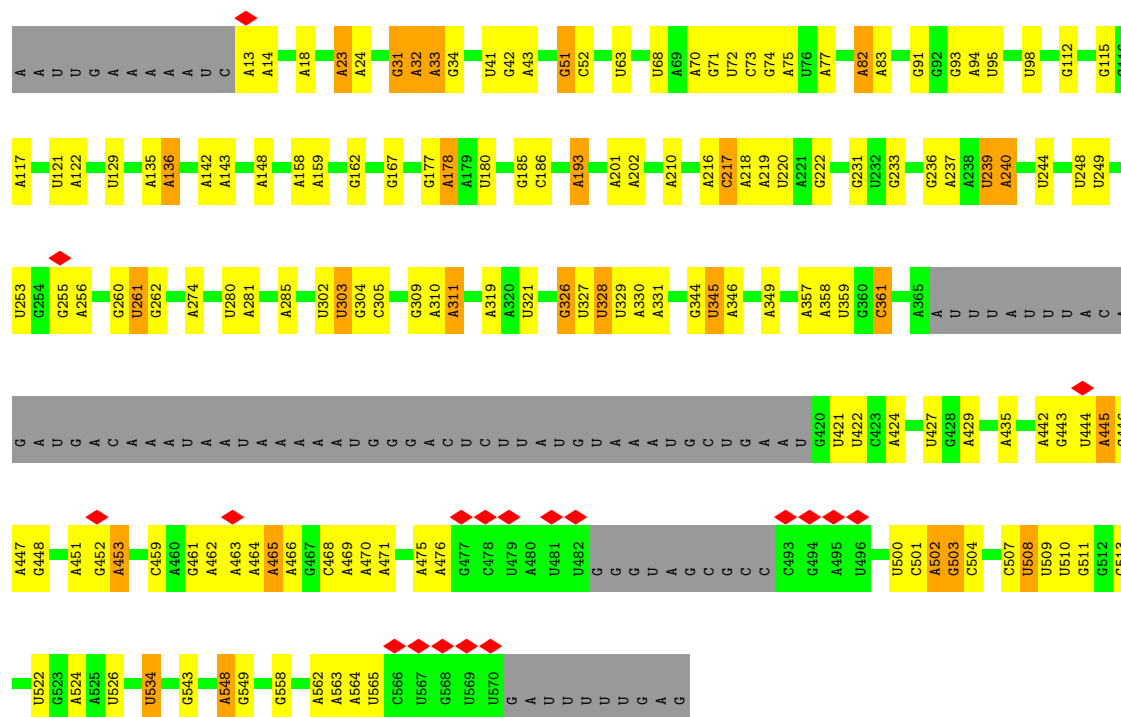 A A U U G A A A A A U C A13 A14 A18 A23 A24 G31 A32 A33 G34 U41 G42 A43 G51 C52 U63 U68 A69 A70 G71 U72 C73 G74 A75 U76 A77 A82 A83 G91 G92 G93 A94 U95 U98 G112 G115
A117 U121 A122 U129 A135 A136 A142 A143 A148 A158 A159 G162 G167 G177 A178 A179 U180 G185 C186 A193 A201 A202 A210 A216 C217 A218 A219 U220 A221 G222 G231 U232 G233 G236 A237 A238 U239 A240 U244 U248 U249
U253 G254 G255 A256 G260 U261 G262 A274 U280 A281 A285 U302 U303 G304 C305 G309 A310 A311 A319 A320 U321 G326 U327 U328 U329 A330 A331 G344 U345 A346 A349 A357 A358 U359 G360 C361 A365 A U U U A U U U A C
G A U G A C A A A U A A U A A A A A U G G G A C U C U U A U G U A A A U G C U G A A U G420 U421 U422 C423 A424 U427 G428 A429 A435 A442 G443 U444 A445
A447 G448 A451 G452 A453 C459 A460 G461 A462 A463 A464 A465 A466 G467 C468 A469 A470 A471 A475 A476 G477 C478 U479 A480 U481 U482 G G G U A G C G C C C493 G494 A495 U496 U500 C501 A502 G503 C504 C507 U508 U509 U510 G511 G512 C513
U522 G523 A524 A525 U526 U534 G543 A548 G549 G558 A562 A563 A564 U565 C566 U567 G568 U569 U570 G A U U U U G A G